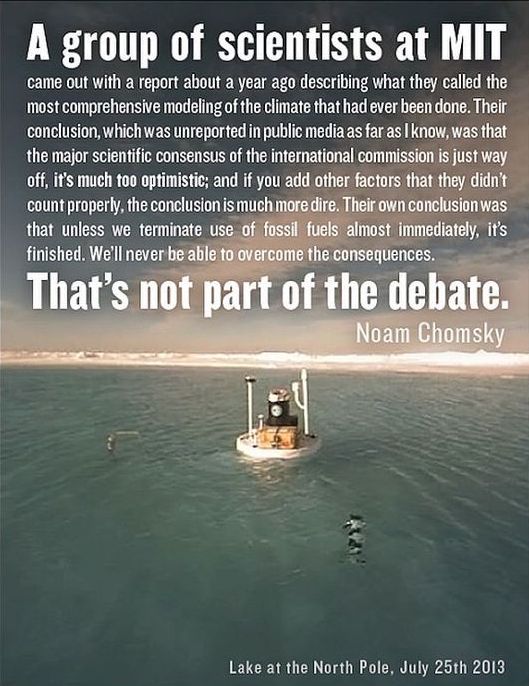 A group of scientists at MIT
came out with a report about a year ago describing what they called the
most comprehensive modeling of the climate that had ever been done. Their
conclusion, which was unreported in public media as far as I know, was that
the major scientific consensus of the international commission is just way
off, it's much too optimistic; and if you add other factors that they didn't
count properly, the conclusion is much more dire. Their own conclusion was
that unless we terminate use of fossil fuels almost immediately, it's
finished. We'll never be able to overcome the consequences.
That's not part of the debate.
Noam Chomsky
Lake at the North Pole, July 25th 2013